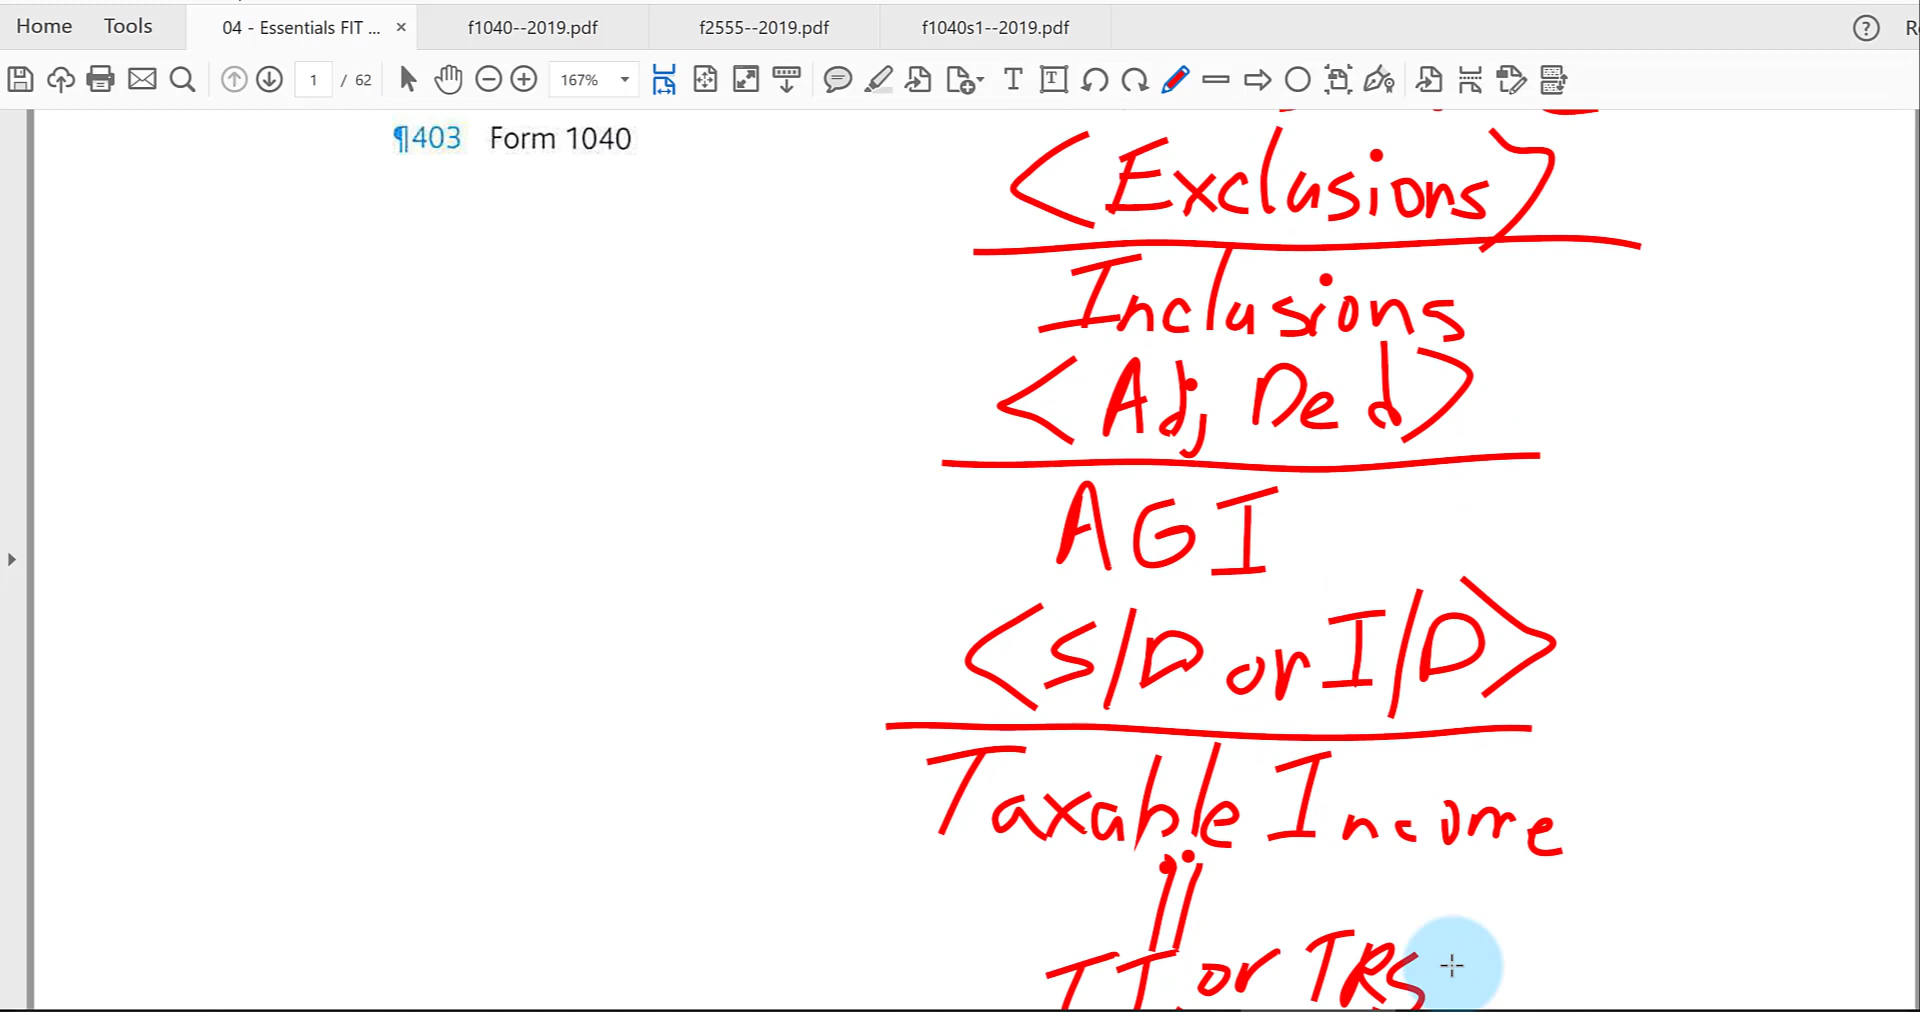 Home Tools 04 - Essentials FIT ... × f1040--2019.pdf f2555--2019.pdf f1040s1--2019.pdf ? R
1 / 62 167% T T
¶403 Form 1040
<Exclusions>
Inclusions
<Adj Ded>
AGI
<S/D or I/D>
Taxable Income
or TRS